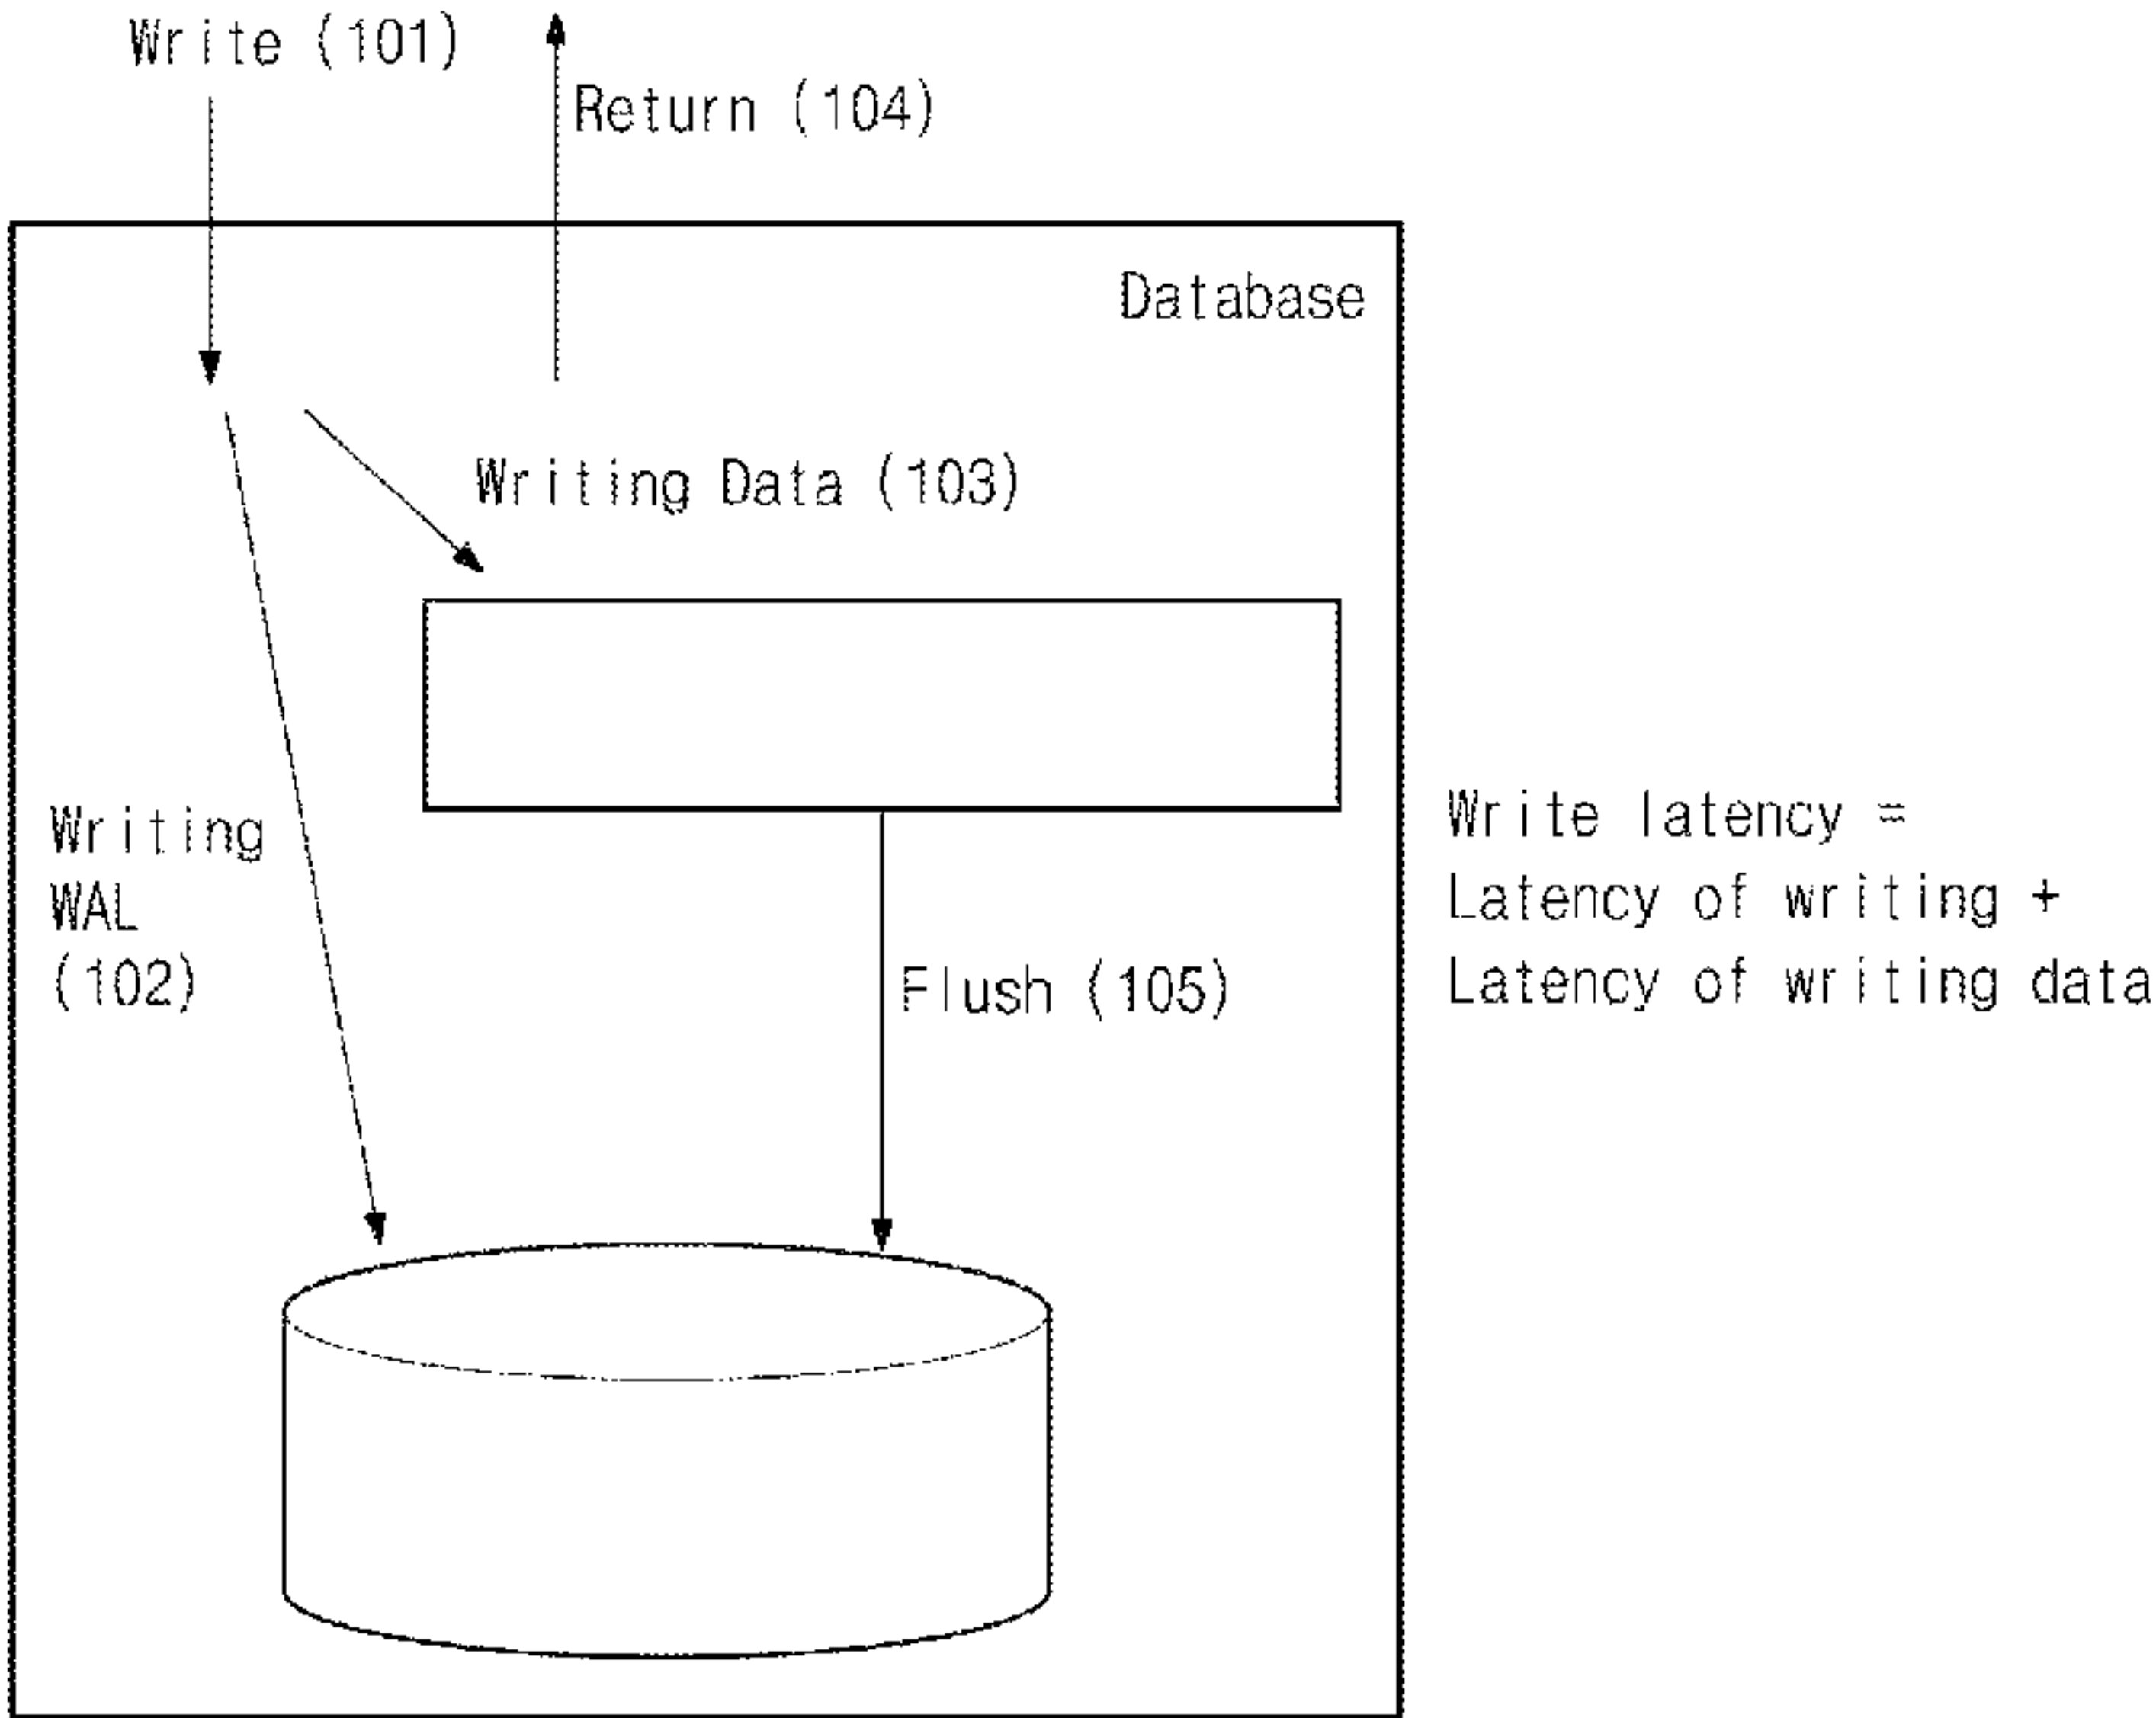 Write (101)
Return (104)
Database
Writing Data (103)
Writing
WAL
(102)
Flush (105)
Write latency =
Latency of writing +
Latency of writing data